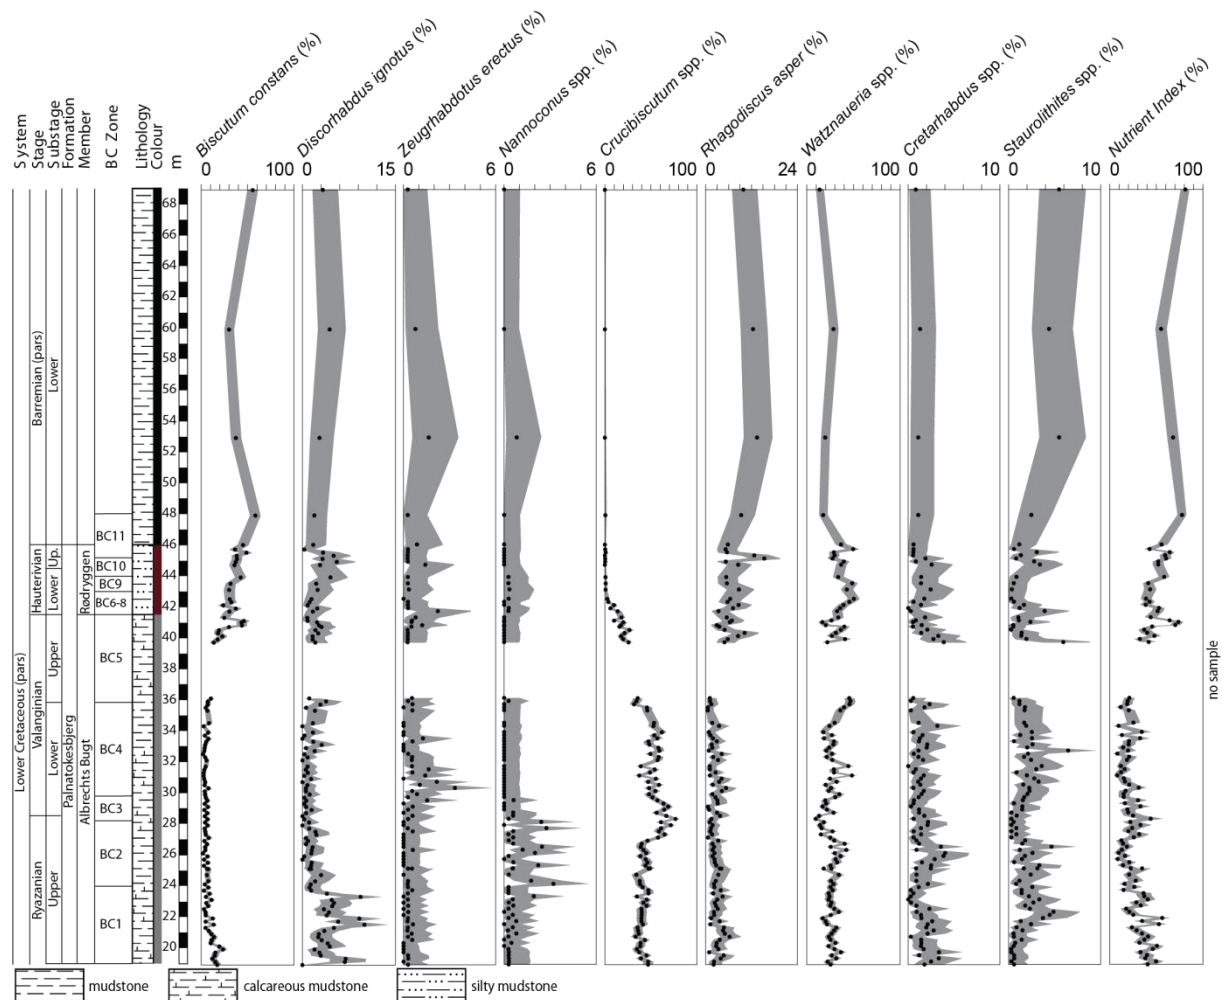 System
Stage
Substage
Formation
Member
BC Zone
Lithology
Colour
m
Biscutum constans (%)
Discorhabdus ignotus (%)
Zeugrhabdotus erectus (%)
Nannoconus spp. (%)
Crucibiscutum spp. (%)
Rhagodiscus asper (%)
Watznaueria spp. (%)
Cretarhabdus spp. (%)
Staurolithites spp. (%)
Nutrient Index (%)
0 100
0 15
0 6
0 6
0 100
0 24
0 100
0 10
0 10
0 100
68
66
64
62
60
58
56
54
52
50
48
46
44
42
40
38
36
34
32
30
28
26
24
22
20
Lower Cretaceous (pars)
Barremian (pars)
Hauterivian
Valanginian
Ryazanian
Lower
Up.
Lower
Upper
Lower
Upper
Palnatokesbjerg
Rødryggen
Albrechts Bugt
BC11
BC10
BC9
BC6-8
BC5
BC4
BC3
BC2
BC1
no sample
mudstone
calcareous mudstone
silty mudstone